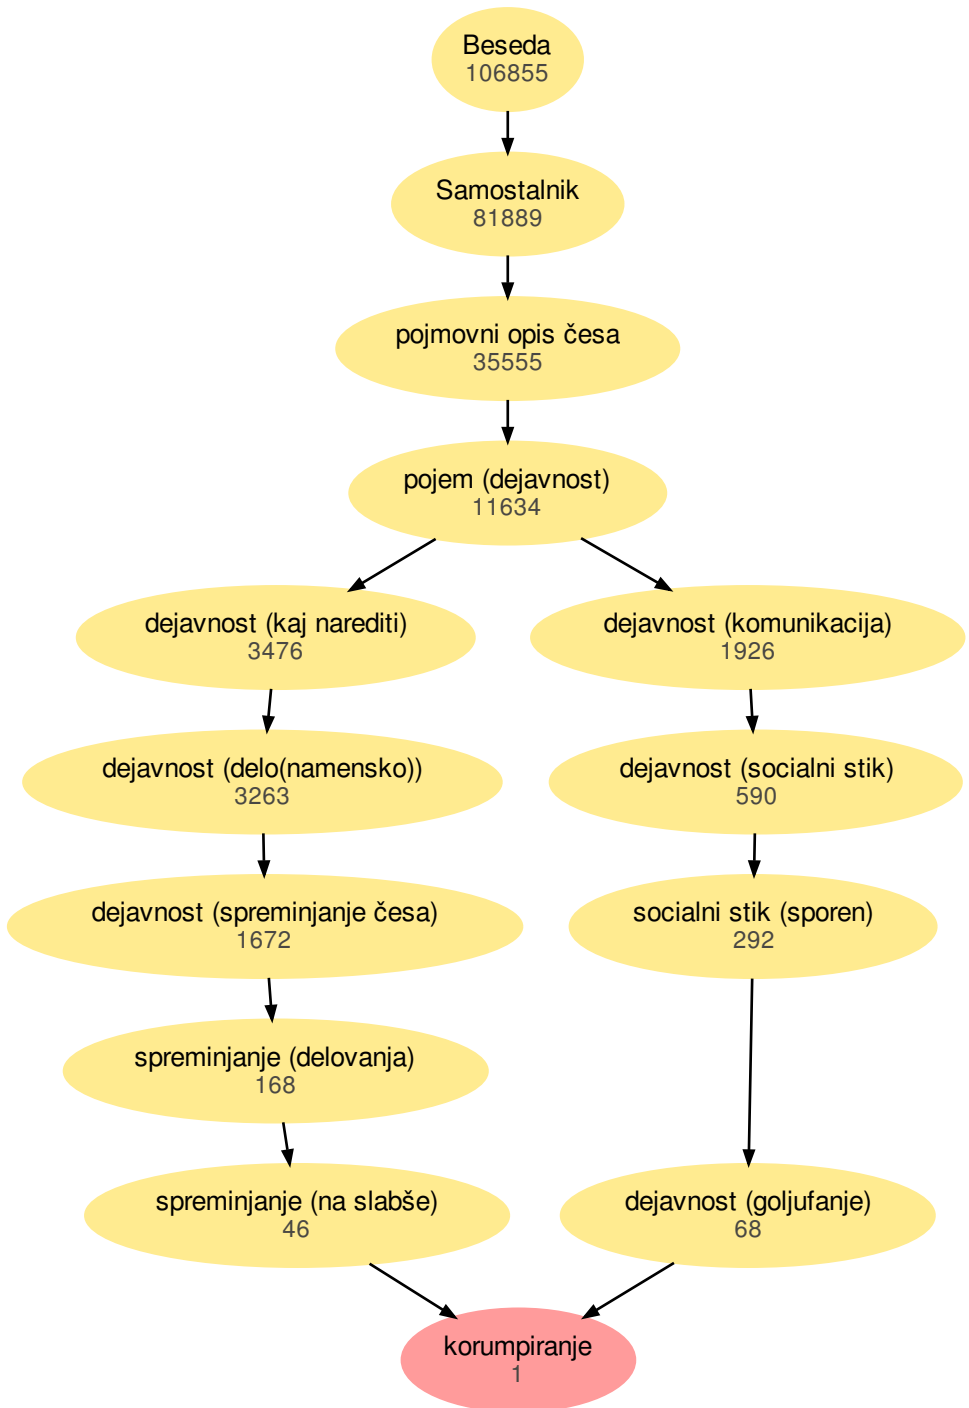 Beseda
106855
Samostalnik
81889
pojmovni opis česa
35555
pojem (dejavnost)
11634
dejavnost (kaj narediti)
3476
dejavnost (komunikacija)
1926
dejavnost (delo(namensko))
3263
dejavnost (socialni stik)
590
dejavnost (spreminjanje česa)
1672
socialni stik (sporen)
292
spreminjanje (delovanja)
168
spreminjanje (na slabše)
46
dejavnost (goljufanje)
68
korumpiranje
1